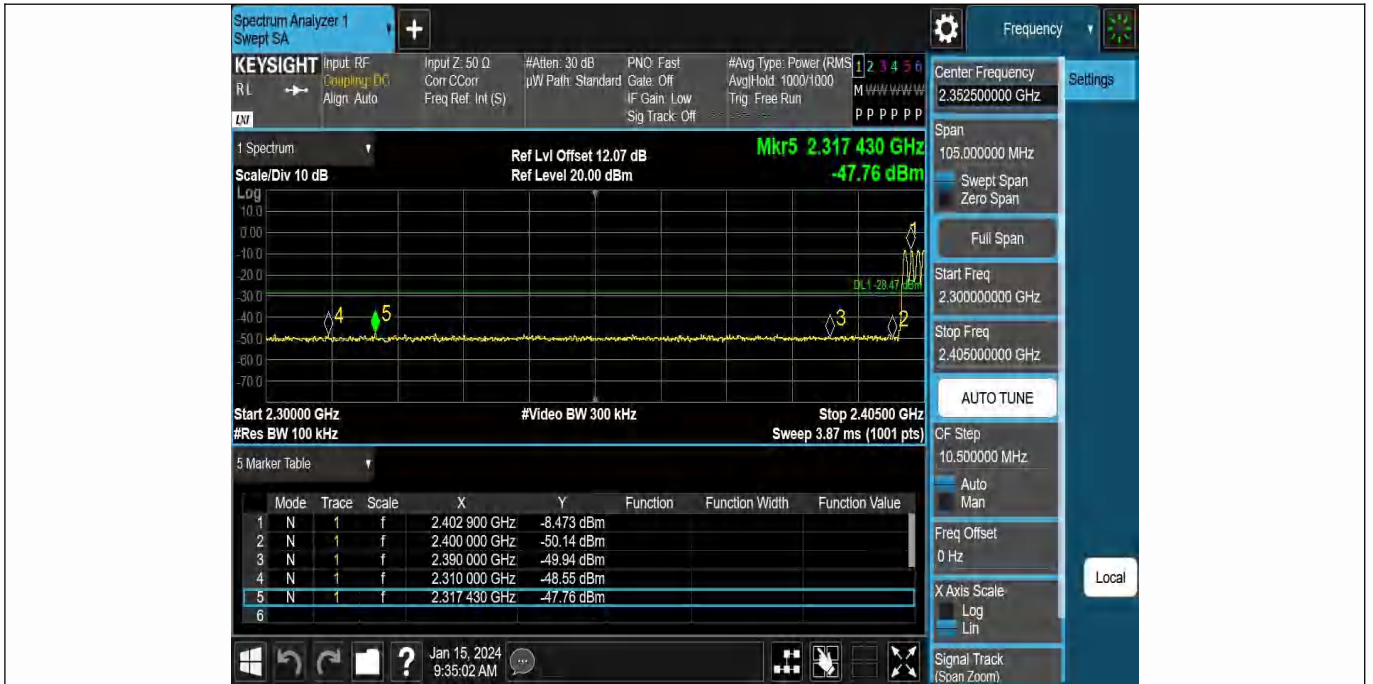 Spectrum Analyzer 1
Swept SA
+
Frequency
KEYSIGHT
RL
LXI
Input: RF
Coupling: DC
Align: Auto
Input Z: 50 Ω
Corr CCorr
Freq Ref: Int (S)
#Atten: 30 dB
µW Path: Standard
PNO: Fast
Gate: Off
IF Gain: Low
Sig Track: Off
#Avg Type: Power (RMS
Avg|Hold: 1000/1000
Trig: Free Run
1 2 3 4 5 6
M W W W W W
P P P P P P
Center Frequency
2.352500000 GHz
Settings
1 Spectrum
Scale/Div 10 dB
Ref Lvl Offset 12.07 dB
Ref Level 20.00 dBm
Mkr5 2.317 430 GHz
-47.76 dBm
Span
105.000000 MHz
Swept Span
Zero Span
Log
10.0
0.00
-10.0
-20.0
-30.0
-40.0
-50.0
-60.0
-70.0
1
DL1 -28.47 dBm
4
5
3
2
Full Span
Start Freq
2.300000000 GHz
Stop Freq
2.405000000 GHz
AUTO TUNE
Start 2.30000 GHz
#Video BW 300 kHz
Stop 2.40500 GHz
#Res BW 100 kHz
Sweep 3.87 ms (1001 pts)
CF Step
10.500000 MHz
Auto
Man
5 Marker Table
Mode Trace Scale X Y Function Function Width Function Value
1 N 1 f 2.402 900 GHz -8.473 dBm
2 N 1 f 2.400 000 GHz -50.14 dBm
3 N 1 f 2.390 000 GHz -49.94 dBm
4 N 1 f 2.310 000 GHz -48.55 dBm
5 N 1 f 2.317 430 GHz -47.76 dBm
6
Freq Offset
0 Hz
Local
X Axis Scale
Log
Lin
?
Jan 15, 2024
9:35:02 AM
Signal Track
(Span Zoom)